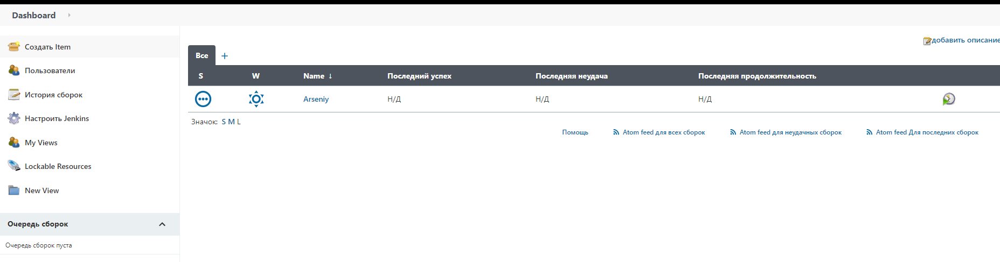 Dashboard
Создать Item
Пользователи
История сборок
Настроить Jenkins
My Views
Lockable Resources
New View
Очередь сборок
Очередь сборок пуста
добавить описание
Все +
S W Name ↓ Последний успех Последняя неудача Последняя продолжительность
Arseniy Н/Д Н/Д Н/Д
Значок: S M L
Помощь Atom feed для всех сборок Atom feed для неудачных сборок Atom feed Для последних сборок